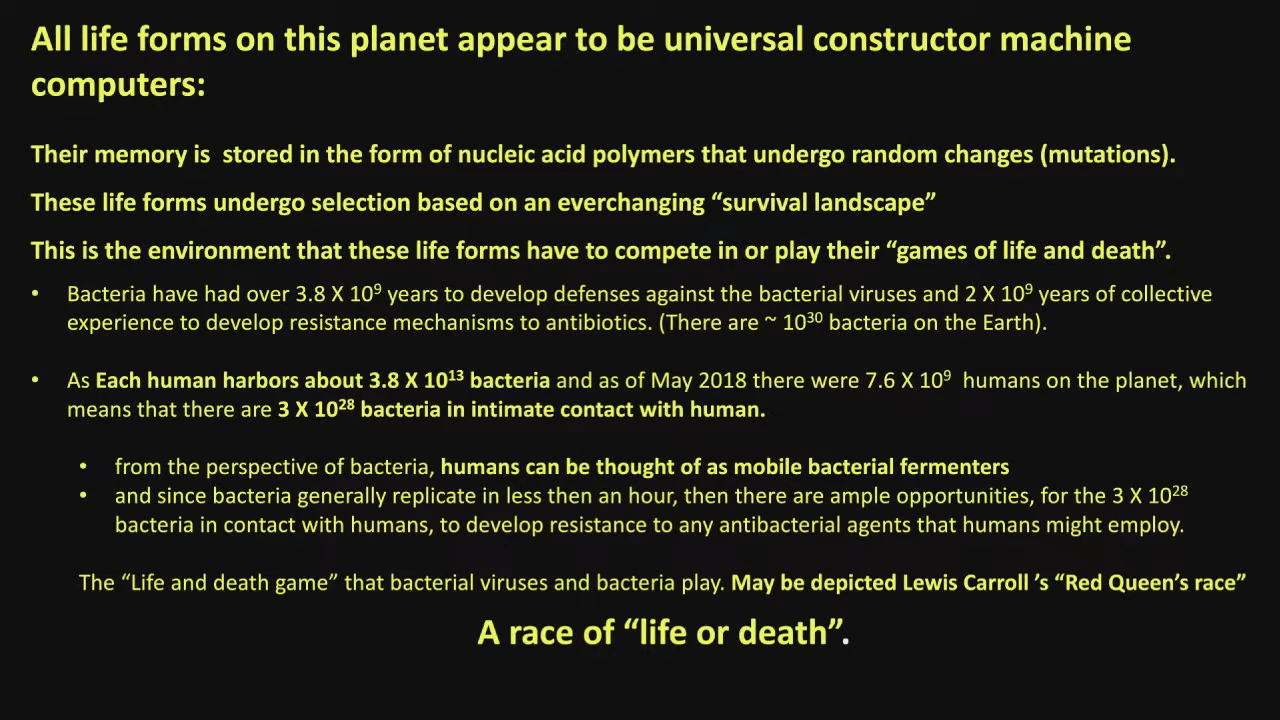 All life forms on this planet appear to be universal constructor machine
computers:
Their memory is  stored in the form of nucleic acid polymers that undergo random changes (mutations).
These life forms undergo selection based on an everchanging “survival landscape”
This is the environment that these life forms have to compete in or play their “games of life and death”.
• Bacteria have had over 3.8 X 10⁹ years to develop defenses against the bacterial viruses and 2 X 10⁹ years of collective
experience to develop resistance mechanisms to antibiotics. (There are ~ 10³⁰ bacteria on the Earth).
• As Each human harbors about 3.8 X 10¹³ bacteria and as of May 2018 there were 7.6 X 10⁹  humans on the planet, which
means that there are 3 X 10²⁸ bacteria in intimate contact with human.
• from the perspective of bacteria, humans can be thought of as mobile bacterial fermenters
• and since bacteria generally replicate in less then an hour, then there are ample opportunities, for the 3 X 10²⁸
bacteria in contact with humans, to develop resistance to any antibacterial agents that humans might employ.
The “Life and death game” that bacterial viruses and bacteria play. May be depicted Lewis Carroll ’s “Red Queen’s race”
A race of “life or death”.